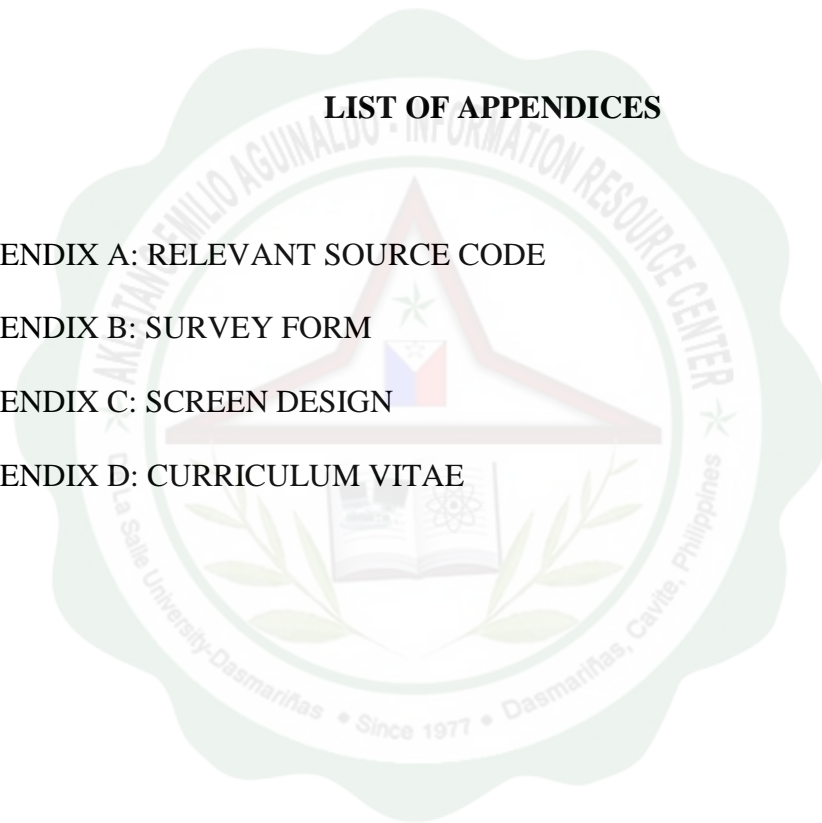 LIST OF APPENDICES
ENDIX A: RELEVANT SOURCE CODE
ENDIX B: SURVEY FORM
ENDIX C: SCREEN DESIGN
ENDIX D: CURRICULUM VITAE
AKLATANG EMILIO AGUINALDO - INFORMATION RESOURCE CENTER
De La Salle University-Dasmariñas • Since 1977 • Dasmariñas, Cavite, Philippines